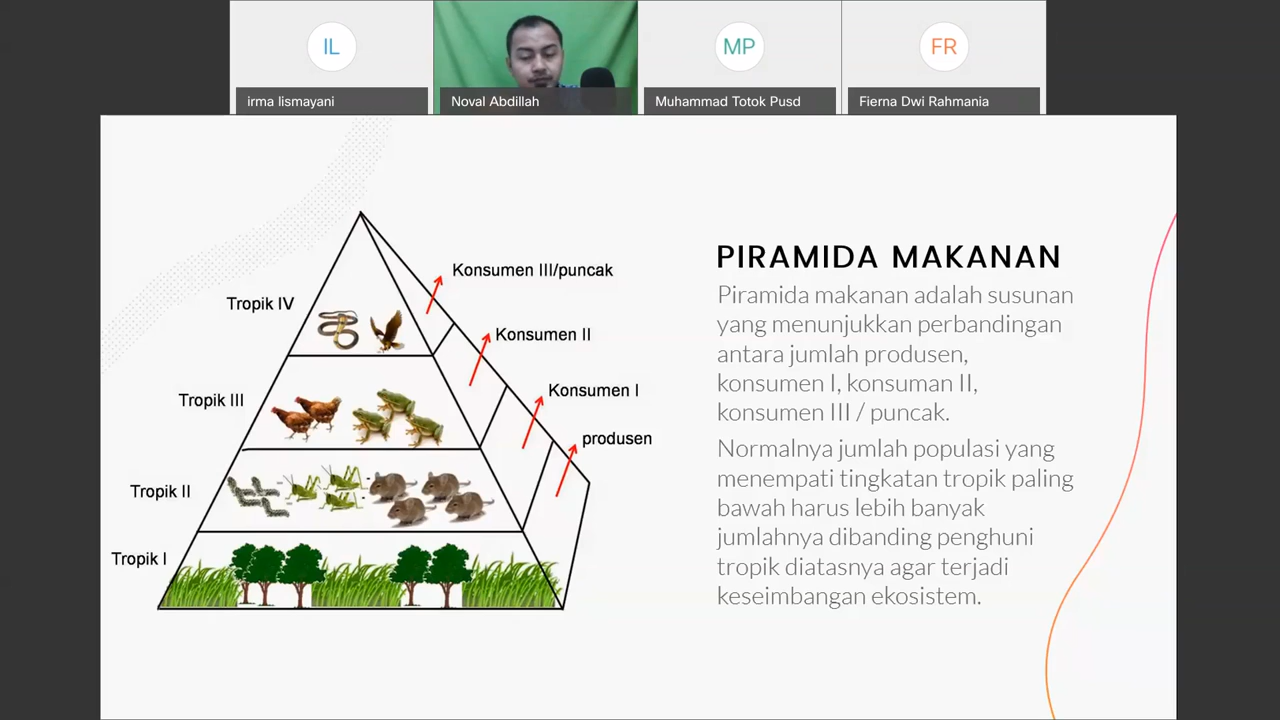 IL
MP
FR
irma lismayani
Noval Abdillah
Muhammad Totok Pusd
Fierna Dwi Rahmania
Konsumen III/puncak
Tropik IV
Konsumen II
Konsumen I
Tropik III
produsen
Tropik II
Tropik I
PIRAMIDA MAKANAN
Piramida makanan adalah susunan
yang menunjukkan perbandingan
antara jumlah produsen,
konsumen I, konsuman II,
konsumen III / puncak.
Normalnya jumlah populasi yang
menempati tingkatan tropik paling
bawah harus lebih banyak
jumlahnya dibanding penghuni
tropik diatasnya agar terjadi
keseimbangan ekosistem.